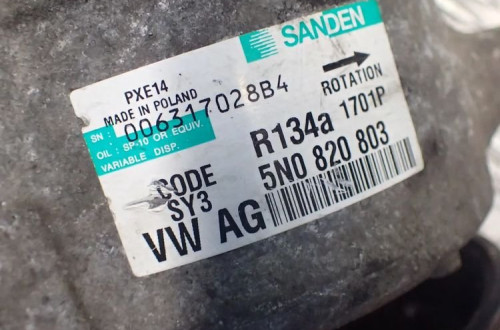 SANDEN
PXE14
MADE IN POLAND
ROTATION
SN : 006317028B4
OIL : SP-10 OR EQUIV.
VARIABLE DISP.
R134a 1701P
CODE 5N0 820 803
SY3
VW AG